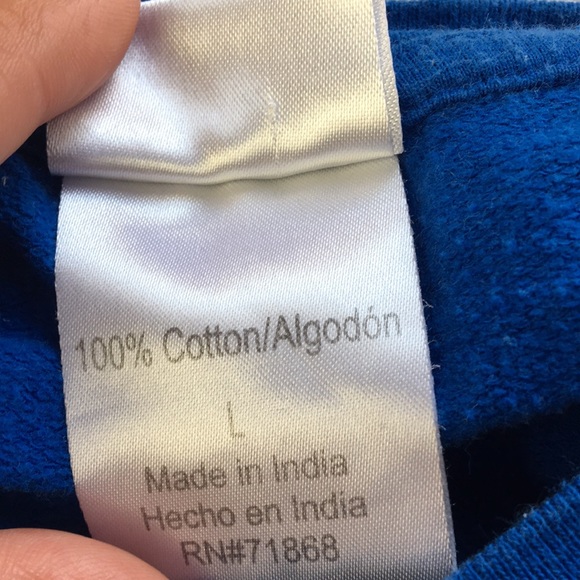 100% Cotton/Algodón
L
Made in India
Hecho en India
RN#71868